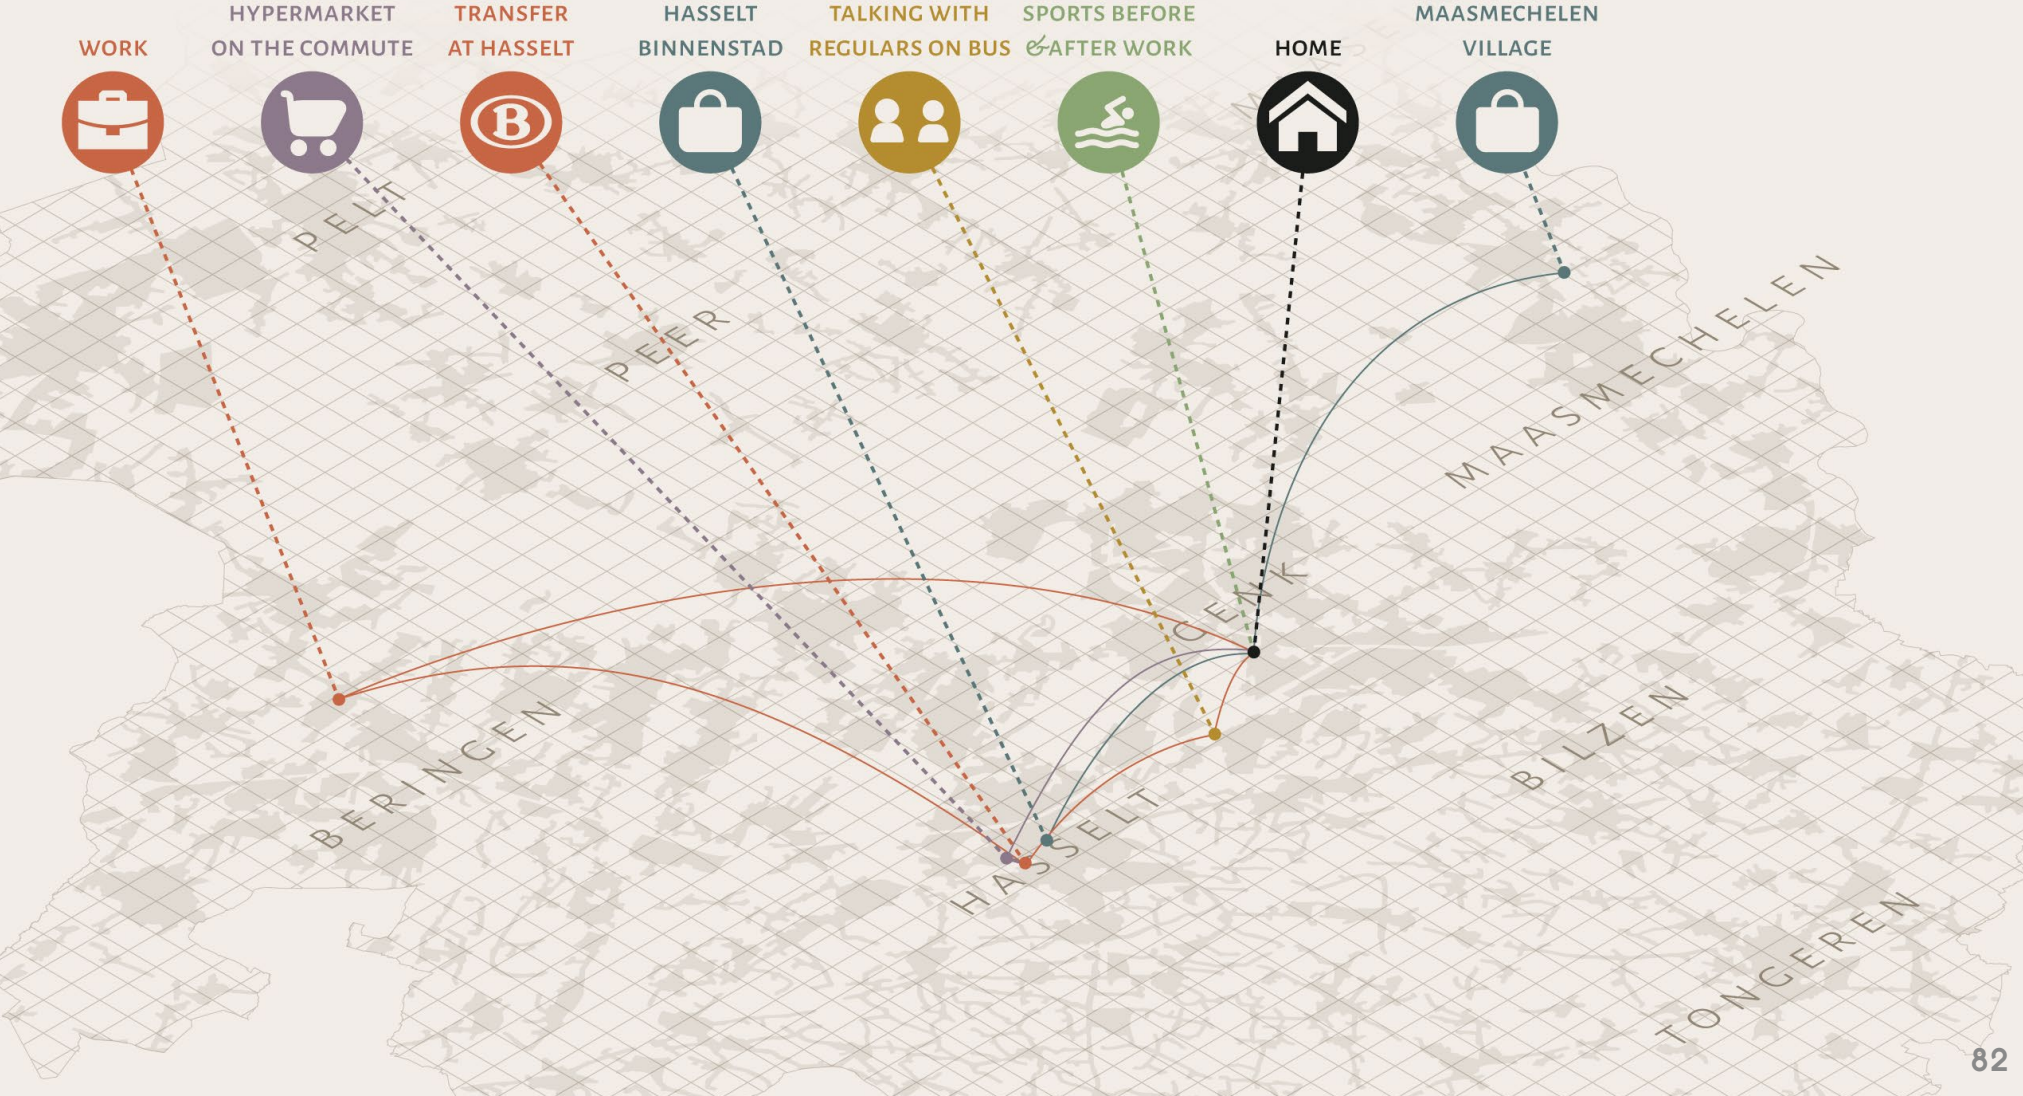 WORK
HYPERMARKET
ON THE COMMUTE
TRANSFER
AT HASSELT
HASSELT
BINNENSTAD
TALKING WITH
REGULARS ON BUS
SPORTS BEFORE
&AFTER WORK
HOME
MAASMECHELEN
VILLAGE
B
PELT
PEER
MAASMECHELEN
GENK
BERINGEN
BILZEN
HASSELT
TONGEREN
82